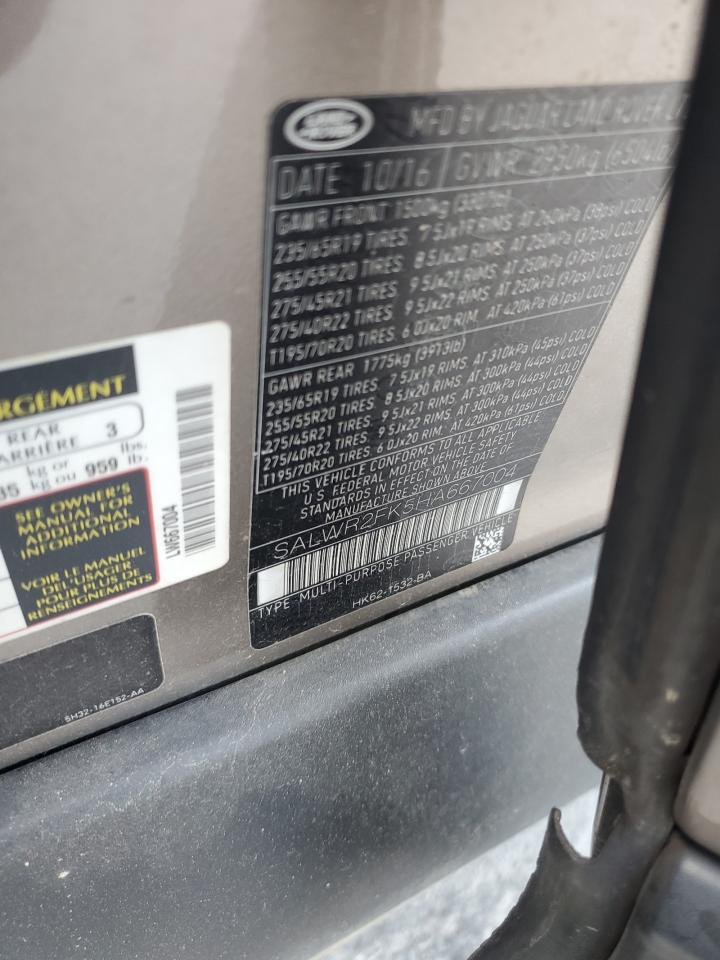 MFD BY JAGUAR LAND ROVER
DATE 10/16 GVWR 2950kg (6504lb)
GAWR FRONT 1500kg (3307lb)
235/65R19 TIRES 7.5Jx19 RIMS AT 260kPa (38psi) COLD
255/55R20 TIRES 8.5Jx20 RIMS AT 250kPa (37psi) COLD
275/45R21 TIRES 9.5Jx21 RIMS AT 250kPa (37psi) COLD
275/40R22 TIRES 9.5Jx22 RIMS AT 250kPa (37psi) COLD
T195/70R20 TIRES 6.0Jx20 RIM, AT 420kPa (61psi) COLD
GAWR REAR 1775kg (3913lb)
235/65R19 TIRES 7.5Jx19 RIMS AT 310kPa (45psi) COLD
255/55R20 TIRES 8.5Jx20 RIMS AT 300kPa (44psi) COLD
275/45R21 TIRES 9.5Jx21 RIMS AT 300kPa (44psi) COLD
275/40R22 TIRES 9.5Jx22 RIMS AT 300kPa (44psi) COLD
T195/70R20 TIRES 6.0Jx20 RIM, AT 420kPa (61psi) COLD
THIS VEHICLE CONFORMS TO ALL APPLICABLE
U.S. FEDERAL MOTOR VEHICLE SAFETY
STANDARDS IN EFFECT ON THE DATE OF
MANUFACTURE SHOWN ABOVE
SALWR2FK5HA667004
TYPE MULTI-PURPOSE PASSENGER VEHICLE
HK62-1532-BA
RGEMENT
REAR 3
ARRIÈRE
35 kg or 959 lbs.
kg ou lb.
SEE OWNER'S
MANUAL FOR
ADDITIONAL
INFORMATION
VOIR LE MANUEL
DEL'USAGER
POUR PLUS DE
RENSEIGNEMENTS
LW667004
5H32-16E152-AA